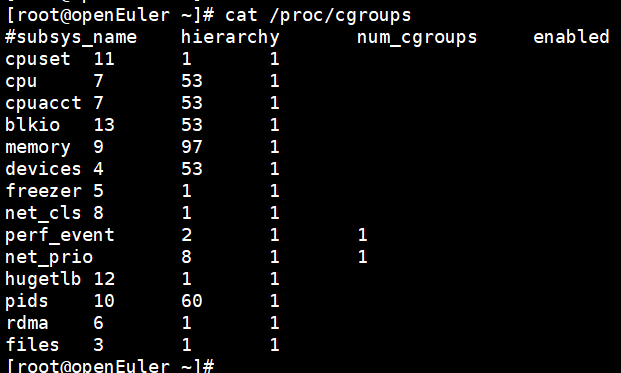 [root@openEuler ~]# cat /proc/cgroups
#subsys_name    hierarchy       num_cgroups     enabled
cpuset  11      1       1
cpu     7       53      1
cpuacct 7       53      1
blkio   13      53      1
memory  9       97      1
devices 4       53      1
freezer 5       1       1
net_cls 8       1       1
perf_event      2       1       1
net_prio        8       1       1
hugetlb 12      1       1
pids    10      60      1
rdma    6       1       1
files   3       1       1
[root@openEuler ~]#